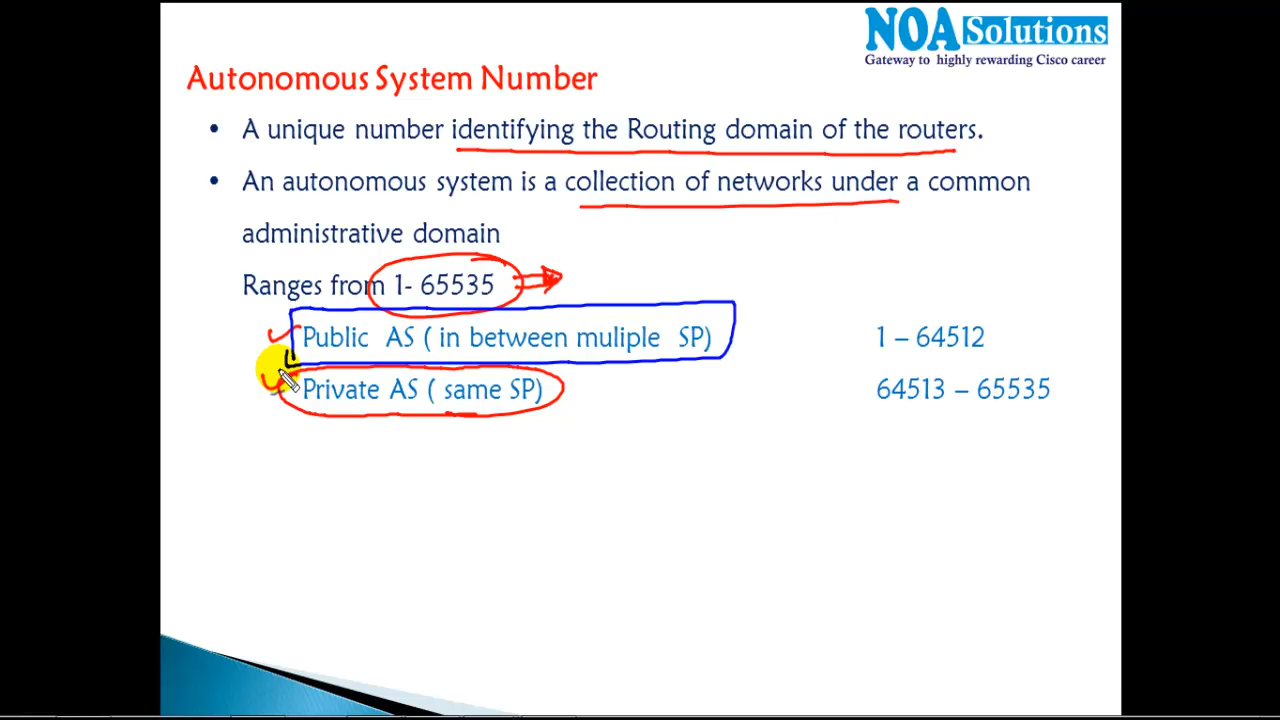 NOA Solutions
Gateway to highly rewarding Cisco career
Autonomous System Number
• A unique number identifying the Routing domain of the routers.
• An autonomous system is a collection of networks under a common
administrative domain
Ranges from 1- 65535
Public AS ( in between muliple SP) 1 – 64512
Private AS ( same SP) 64513 – 65535